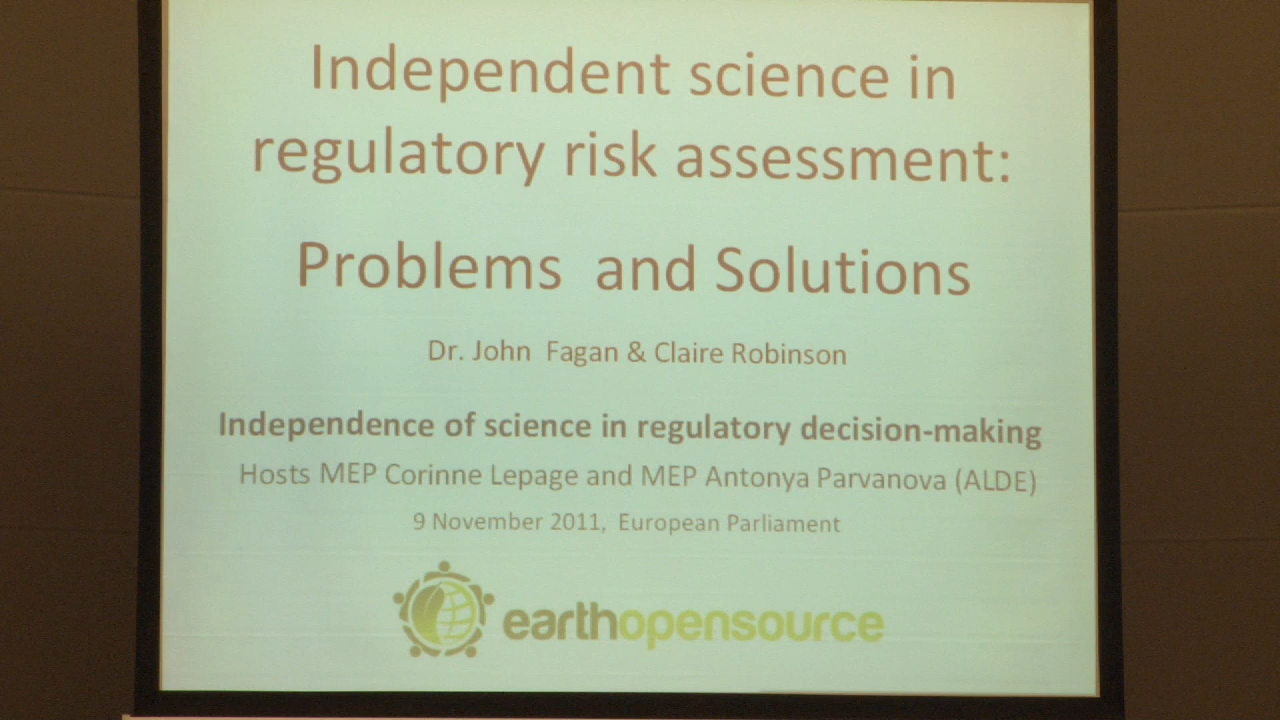 Independent science in
regulatory risk assessment:
Problems and Solutions
Dr. John Fagan & Claire Robinson
Independence of science in regulatory decision-making
Hosts MEP Corinne Lepage and MEP Antonya Parvanova (ALDE)
9 November 2011, European Parliament
earthopensource